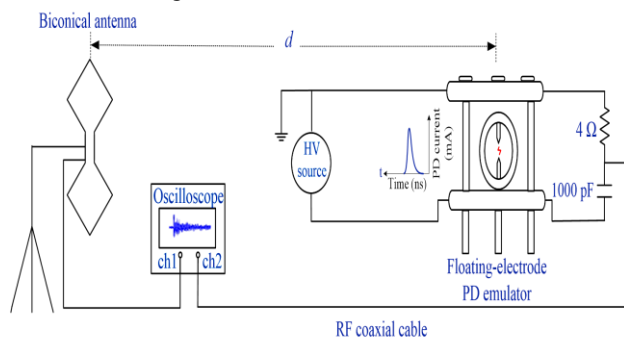 Biconical antenna
d
HV
source
t
Time (ns)
PD current
(mA)
4 Ω
1000 pF
Oscilloscope
ch1 ch2
Floating-electrode
PD emulator
RF coaxial cable